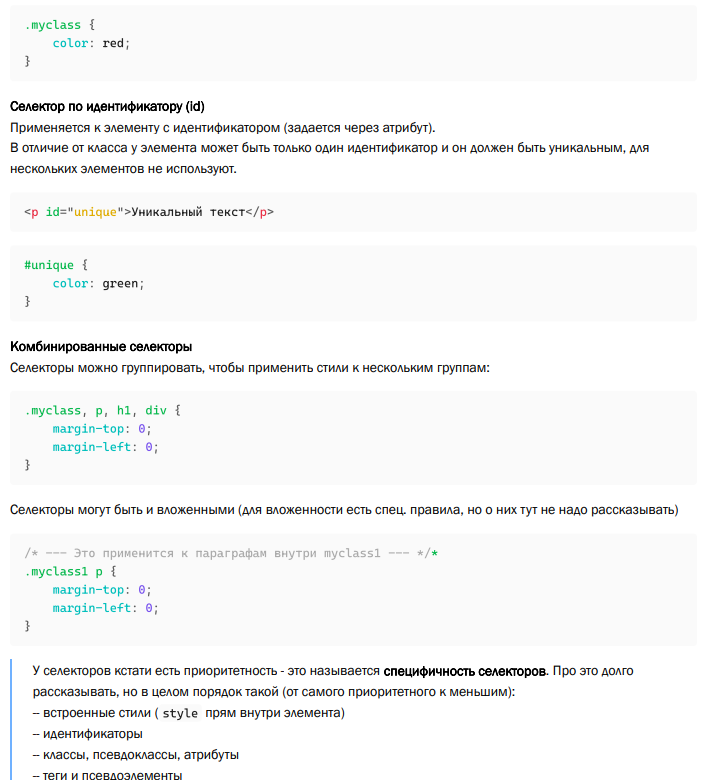 .myclass {
color: red;
}
Селектор по идентификатору (id)
Применяется к элементу с идентификатором (задается через атрибут).
В отличие от класса у элемента может быть только один идентификатор и он должен быть уникальным, для
нескольких элементов не используют.
<p id="unique">Уникальный текст</p>
#unique {
color: green;
}
Комбинированные селекторы
Селекторы можно группировать, чтобы применить стили к нескольким группам:
.myclass, p, h1, div {
margin-top: 0;
margin-left: 0;
}
Селекторы могут быть и вложенными (для вложенности есть спец. правила, но о них тут не надо рассказывать)
/* --- Это применится к параграфам внутри myclass1 --- */*
.myclass1 p {
margin-top: 0;
margin-left: 0;
}
У селекторов кстати есть приоритетность - это называется специфичность селекторов. Про это долго
рассказывать, но в целом порядок такой (от самого приоритетного к меньшим):
– встроенные стили ( style прям внутри элемента)
– идентификаторы
– классы, псевдоклассы, атрибуты
– теги и псевдоэлементы